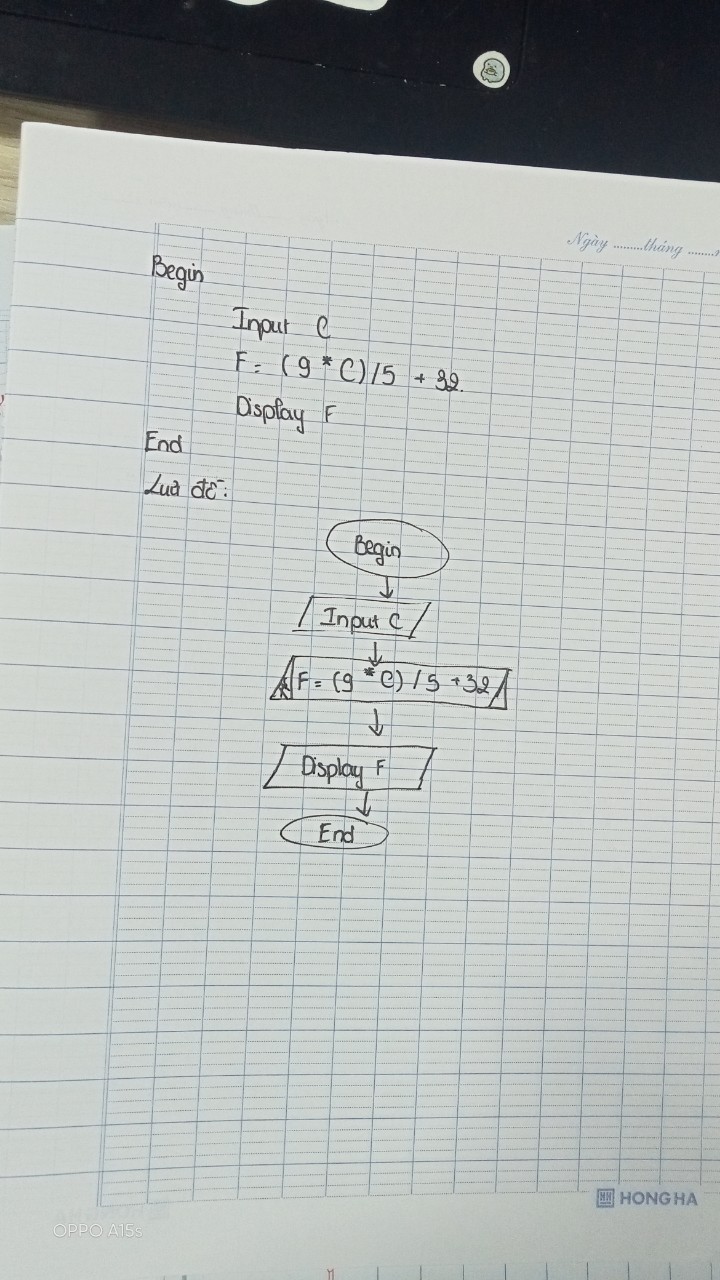 Ngày ........tháng .......
Begin
Input C
F = (9 * C) / 5 + 32.
Display F
End
Lưu đồ:
Begin
Input C
F = (9 * C) / 5 + 32
Display F
End
HONG HA
OPPO A15s